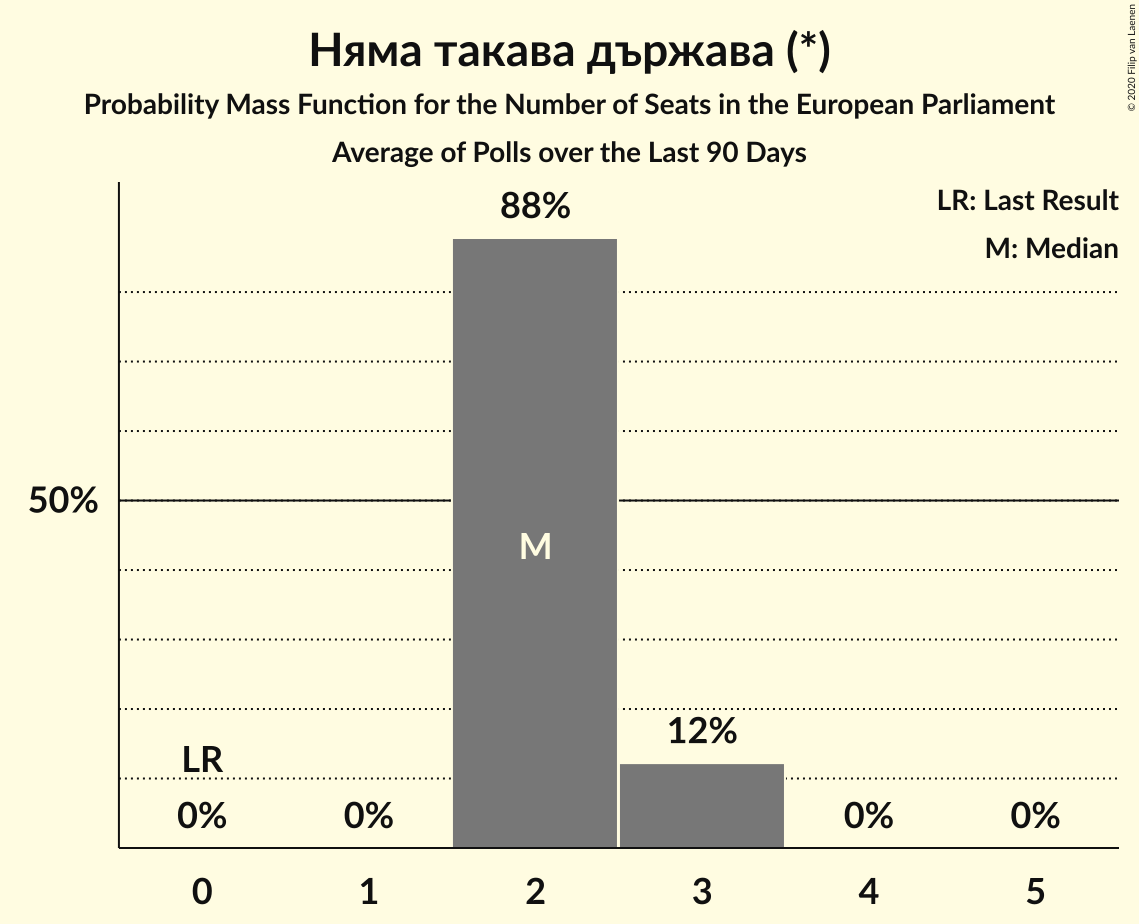 Няма такава държава (*)
Probability Mass Function for the Number of Seats in the European Parliament
Average of Polls over the Last 90 Days
© 2020 Filip van Laenen
LR: Last Result
M: Median
88%
50%
M
12%
LR
0%
0%
0%
0%
0
1
2
3
4
5